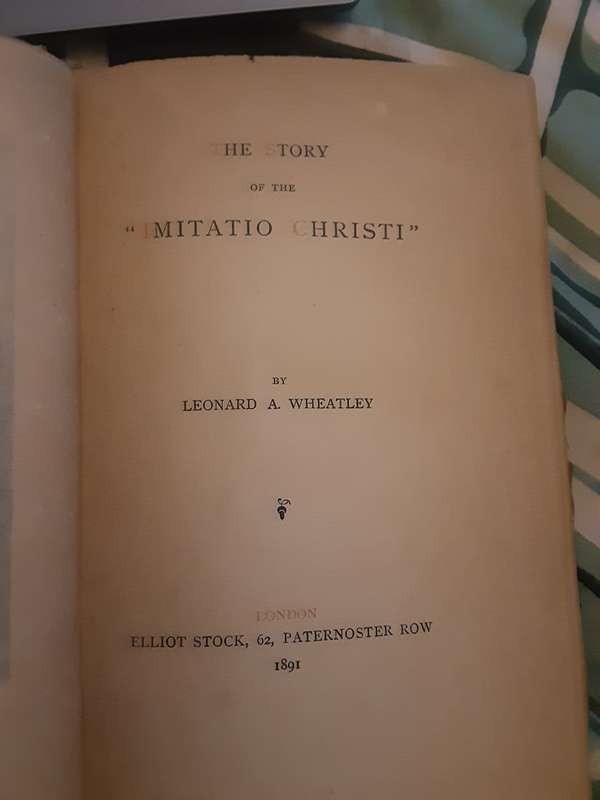 THE STORY
OF THE
"IMITATIO CHRISTI"
BY
LEONARD A. WHEATLEY
LONDON
ELLIOT STOCK, 62, PATERNOSTER ROW
1891